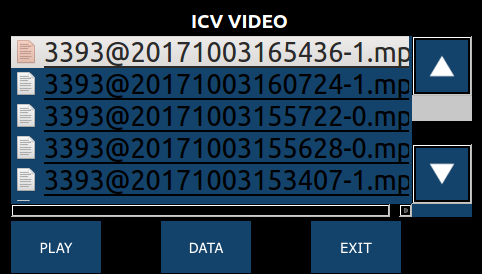 ICV VIDEO
3393@20171003165436-1.mp
3393@20171003160724-1.mp
3393@20171003155722-0.mp
3393@20171003155628-0.mp
3393@20171003153407-1.mp
PLAY DATA EXIT